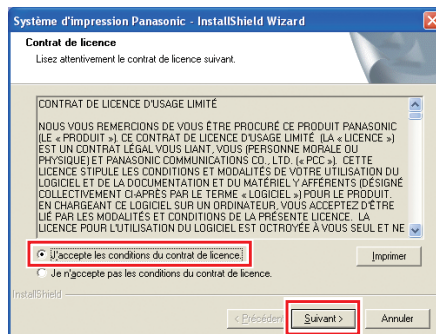 Système d'impression Panasonic - InstallShield Wizard
Contrat de licence
Lisez attentivement le contrat de licence suivant.
CONTRAT DE LICENCE D'USAGE LIMITÉ
NOUS VOUS REMERCIONS DE VOUS ÊTRE PROCURÉ CE PRODUIT PANASONIC
(LE « PRODUIT »). CE CONTRAT DE LICENCE D'USAGE LIMITÉ (LA « LICENCE »)
EST UN CONTRAT LÉGAL VOUS LIANT, VOUS (PERSONNE MORALE OU
PHYSIQUE) ET PANASONIC COMMUNICATIONS CO., LTD. (« PCC »). CETTE
LICENCE STIPULE LES CONDITIONS ET MODALITÉS DE VOTRE UTILISATION DU
LOGICIEL ET DE LA DOCUMENTATION ET DU MATÉRIEL Y AFFÉRENTS (DÉSIGNÉ
COLLECTIVEMENT CI-APRÈS PAR LE TERME « LOGICIEL ») POUR LE PRODUIT.
EN CHARGEANT CE LOGICIEL SUR UN ORDINATEUR, VOUS ACCEPTEZ D'ÊTRE
LIÉ PAR LES MODALITÉS ET CONDITIONS DE LA PRÉSENTE LICENCE. LA
LICENCE POUR L'UTILISATION DU LOGICIEL EST OCTROYÉE À VOUS SEUL ET NE
J'accepte les conditions du contrat de licence.
Imprimer
Je n'accepte pas les conditions du contrat de licence.
InstallShield
< Précédent
Suivant >
Annuler